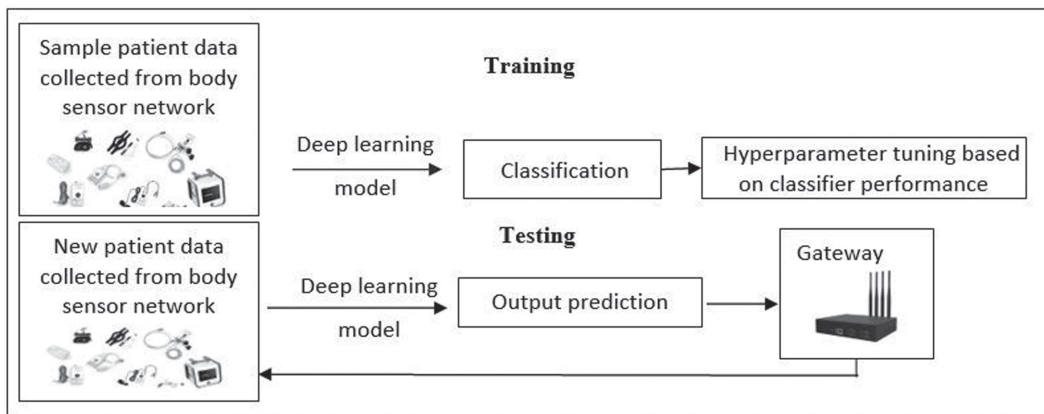 Sample patient data
collected from body
sensor network
Training
Deep learning
model
Classification
Hyperparameter tuning based
on classifier performance
New patient data
collected from body
sensor network
Testing
Deep learning
model
Output prediction
Gateway